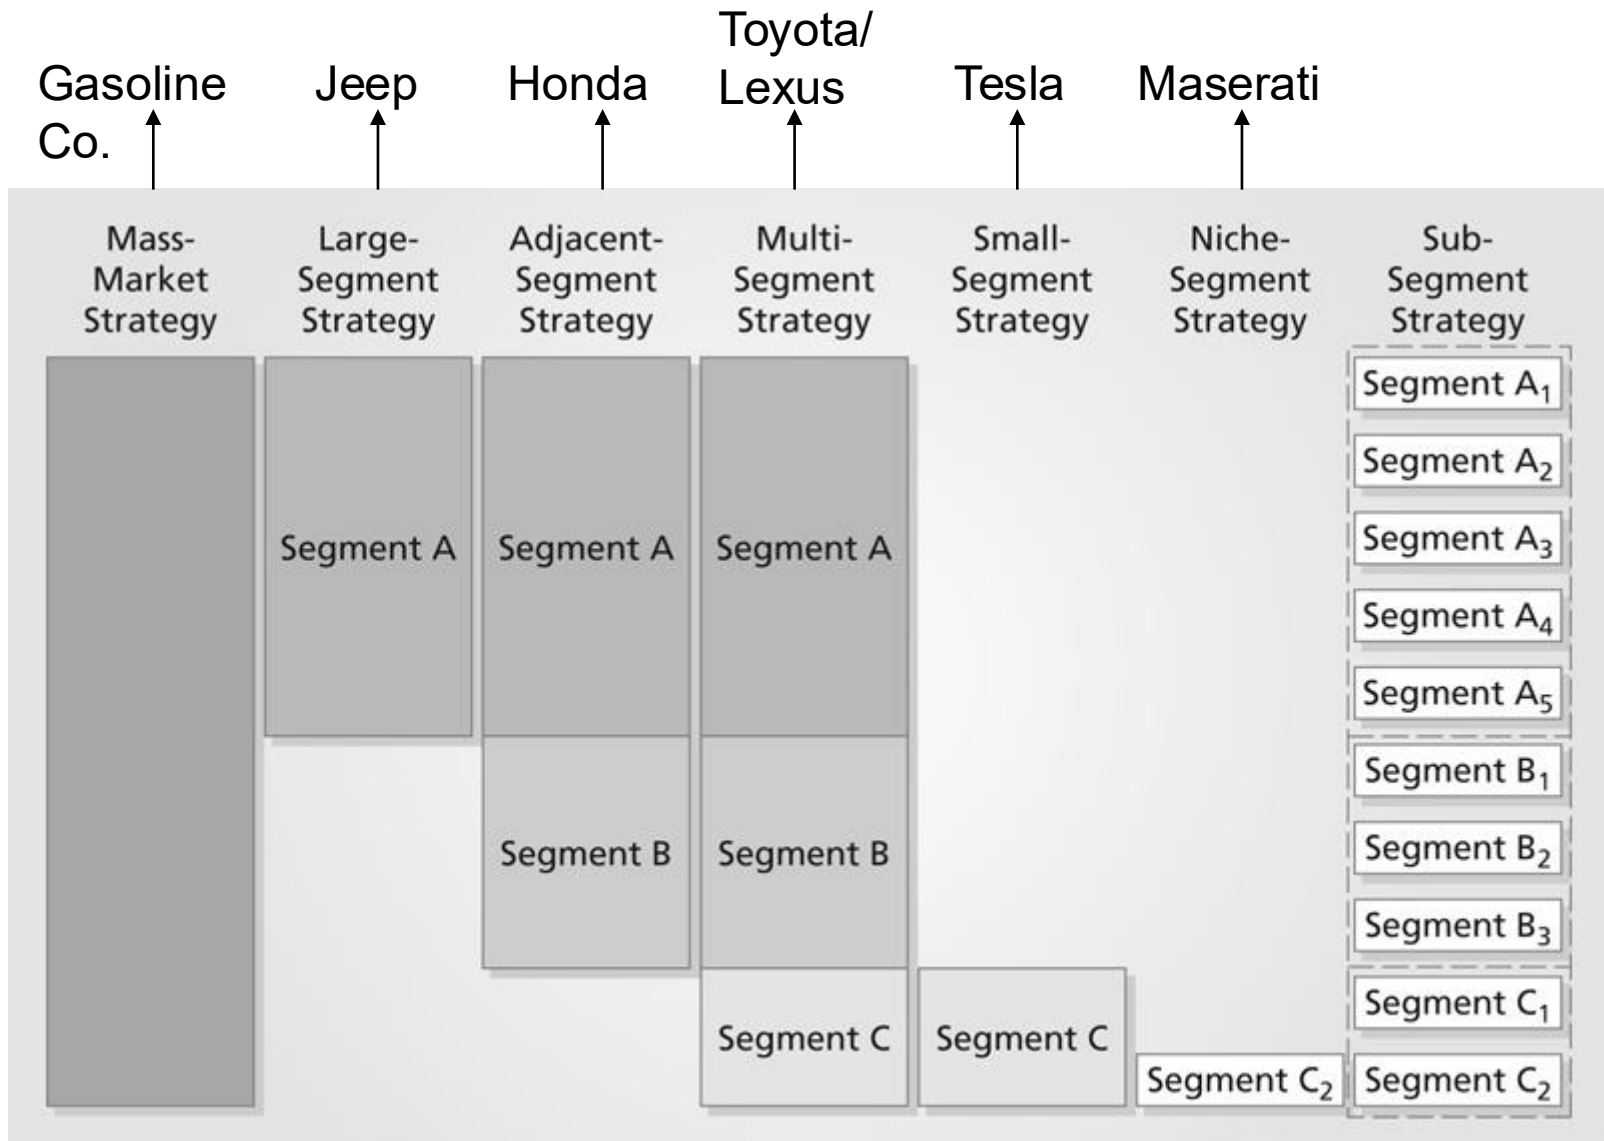 Toyota/
Gasoline Jeep Honda Lexus Tesla Maserati
Co.
Mass- Large- Adjacent- Multi- Small- Niche- Sub-
Market Segment Segment Segment Segment Segment Segment
Strategy Strategy Strategy Strategy Strategy Strategy Strategy
Segment A1
Segment A2
Segment A3
Segment A Segment A Segment A
Segment A4
Segment A5
Segment B1
Segment B Segment B Segment B2
Segment B3
Segment C1
Segment C Segment C
Segment C2 Segment C2